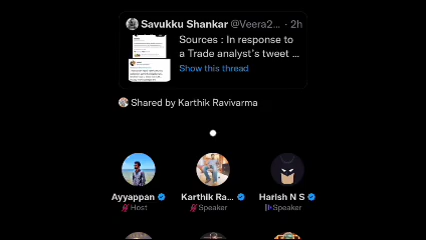 Savukku Shankar @Veera2... · 2h
Sources : In response to
a Trade analyst's tweet ...
Show this thread
Shared by Karthik Ravivarma
Ayyappan Karthik Ra... Harish N S
Host Speaker Speaker